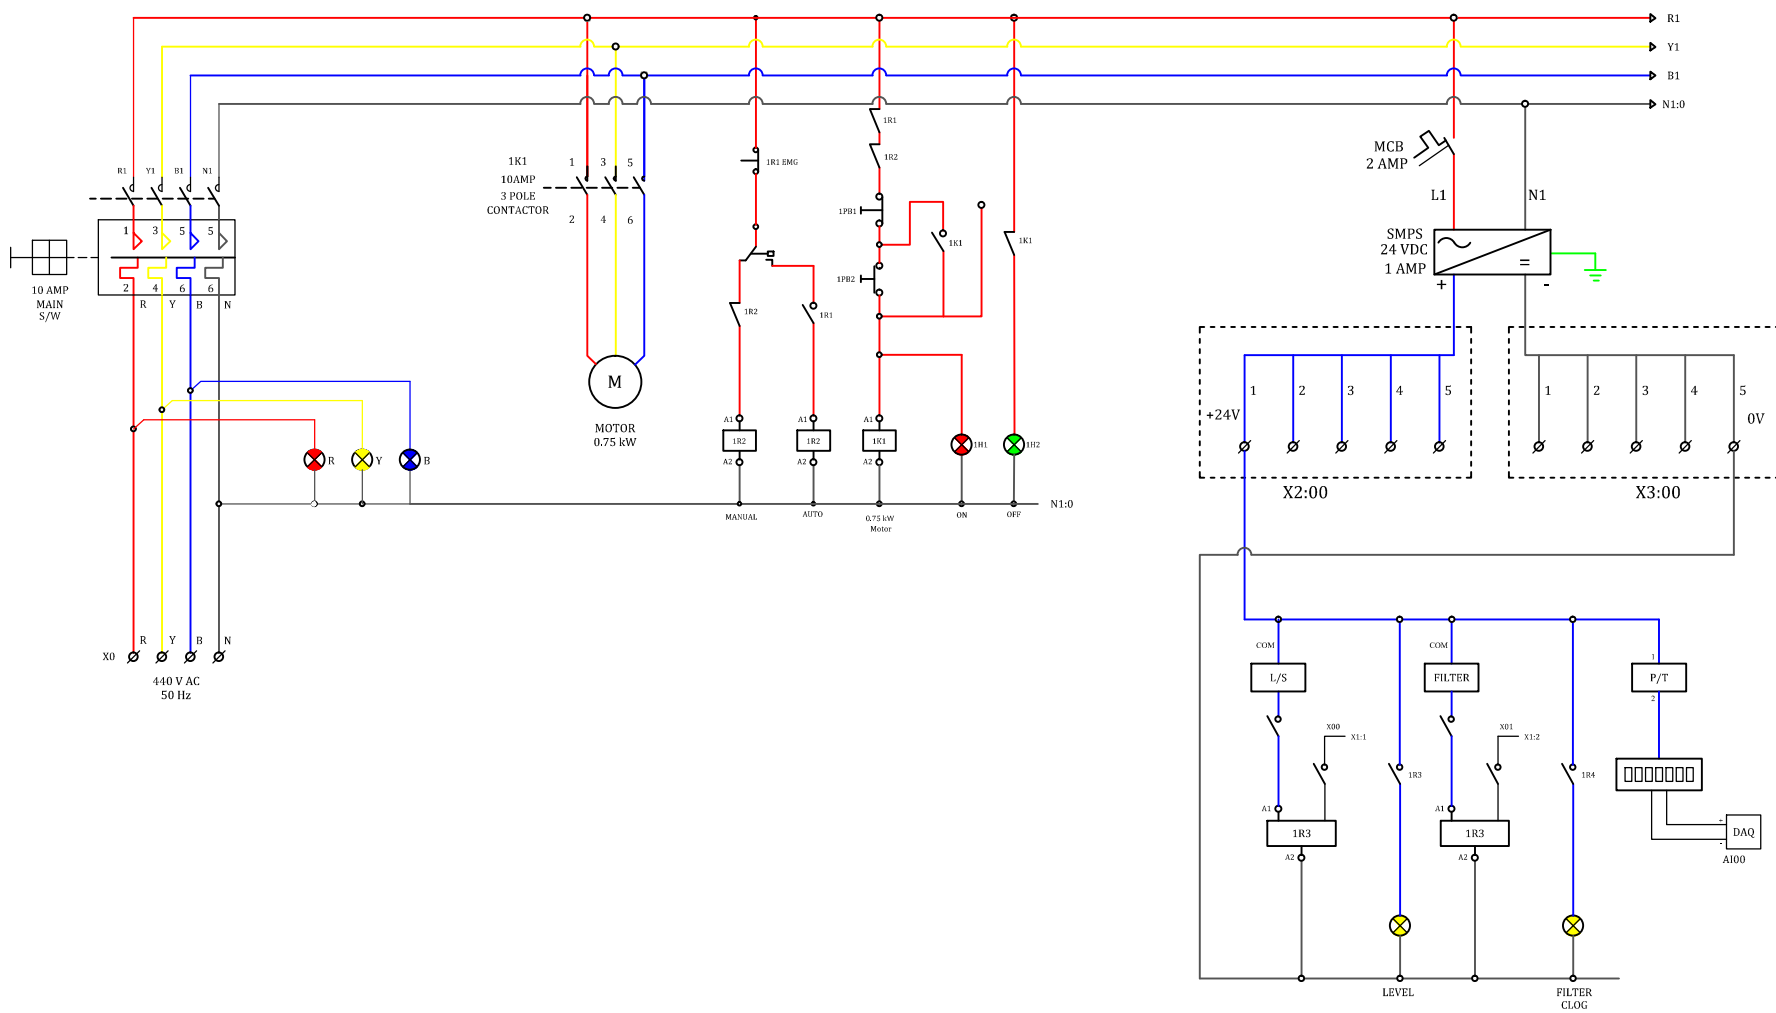 R1
Y1
B1
N1:0
R1
Y1
B1
N1
1
3
5
5
2
4
6
6
R
Y
B
N
10 AMP
MAIN
S/W
R
Y
B
X0
R
Y
B
N
440 V AC
50 Hz
1K1
10AMP
3 POLE
CONTACTOR
1
3
5
2
4
6
M
MOTOR
0.75 kW
1R1 EMG
1R2
1R1
A1
1R2
A2
MANUAL
A1
1R2
A2
AUTO
1R1
1R2
1PB1
1K1
1PB2
A1
1K1
A2
0.75 kW
Motor
1H1
ON
1K1
1H2
OFF
N1:0
MCB
2 AMP
L1
N1
SMPS
24 VDC
1 AMP
+
-
+24V
1
2
3
4
5
X2:00
1
2
3
4
5
0V
X3:00
COM
L/S
X00
X1:1
A1
1R3
A2
1R3
LEVEL
COM
FILTER
X01
X1:2
A1
1R3
A2
1R4
FILTER
CLOG
1
P/T
2
+
-
DAQ
AI00